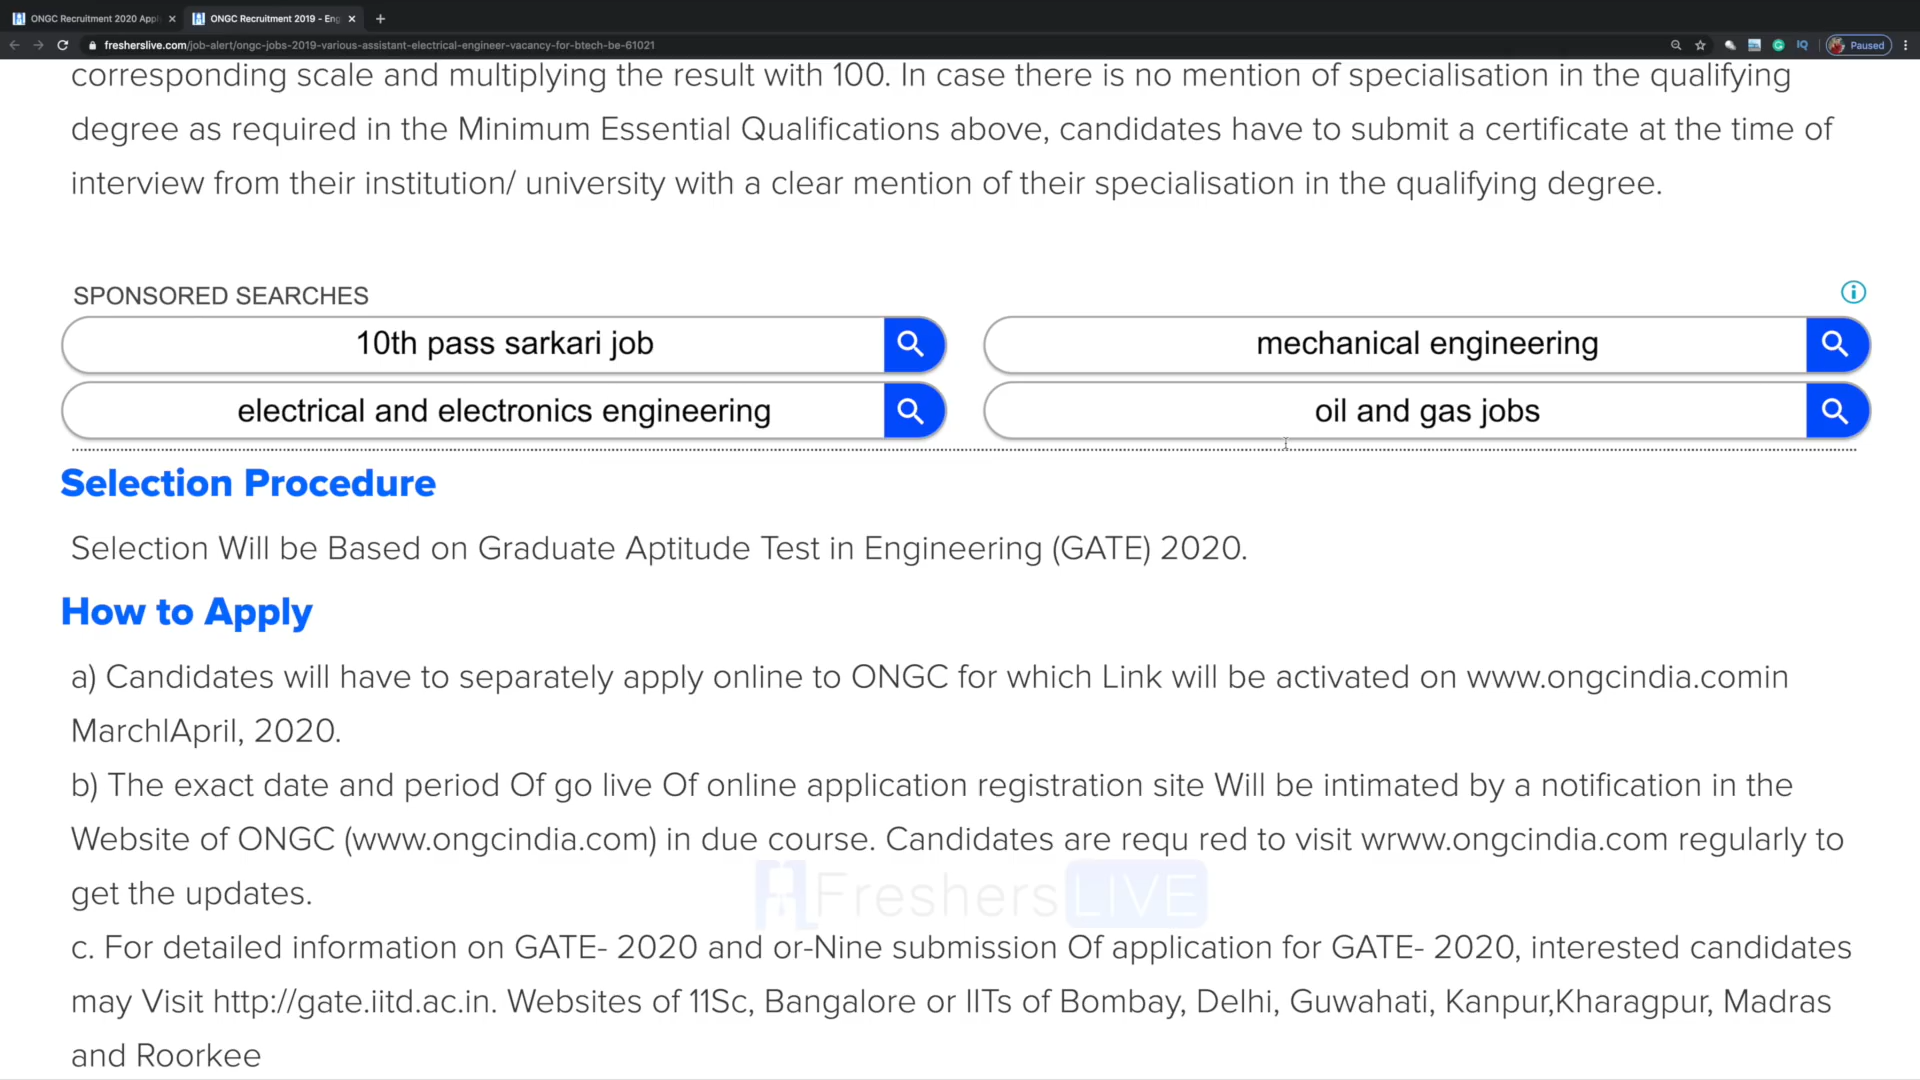 ONGC Recruitment 2020 Appl
ONGC Recruitment 2019 - Eng
fresherslive.com/job-alert/ongc-jobs-2019-various-assistant-electrical-engineer-vacancy-for-btech-be-61021
IQ
Paused
corresponding scale and multiplying the result with 100. In case there is no mention of specialisation in the qualifying
degree as required in the Minimum Essential Qualifications above, candidates have to submit a certificate at the time of
interview from their institution/ university with a clear mention of their specialisation in the qualifying degree.
SPONSORED SEARCHES
10th pass sarkari job
mechanical engineering
electrical and electronics engineering
oil and gas jobs
Selection Procedure
Selection Will be Based on Graduate Aptitude Test in Engineering (GATE) 2020.
How to Apply
a) Candidates will have to separately apply online to ONGC for which Link will be activated on www.ongcindia.comin
MarchlApril, 2020.
b) The exact date and period Of go live Of online application registration site Will be intimated by a notification in the
Website of ONGC (www.ongcindia.com) in due course. Candidates are requ red to visit wrww.ongcindia.com regularly to
get the updates.
FreshersLIVE
c. For detailed information on GATE- 2020 and or-Nine submission Of application for GATE- 2020, interested candidates
may Visit http://gate.iitd.ac.in. Websites of 11Sc, Bangalore or IITs of Bombay, Delhi, Guwahati, Kanpur,Kharagpur, Madras
and Roorkee